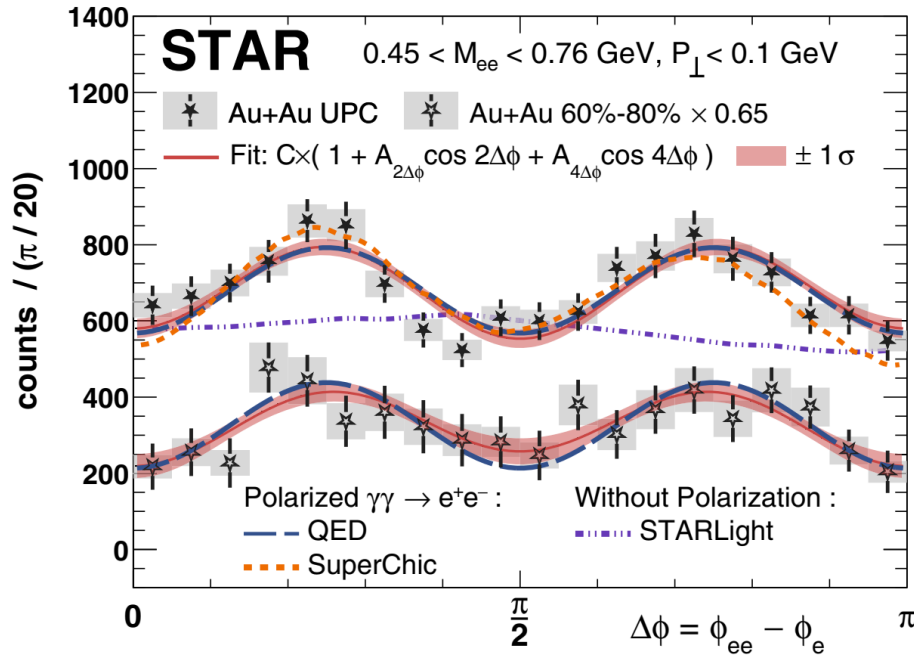 STAR 0.45 < M_ee < 0.76 GeV, P_⊥ < 0.1 GeV
Au+Au UPC Au+Au 60%-80% × 0.65
Fit: C×( 1 + A_2Δϕ cos 2Δϕ + A_4Δϕ cos 4Δϕ ) ± 1 σ
counts / (π / 20)
1400
1200
1000
800
600
400
200
0
Polarized γγ → e⁺e⁻ : Without Polarization :
QED STARLight
SuperChic
0 π/2 π
Δϕ = ϕ_ee − ϕ_e